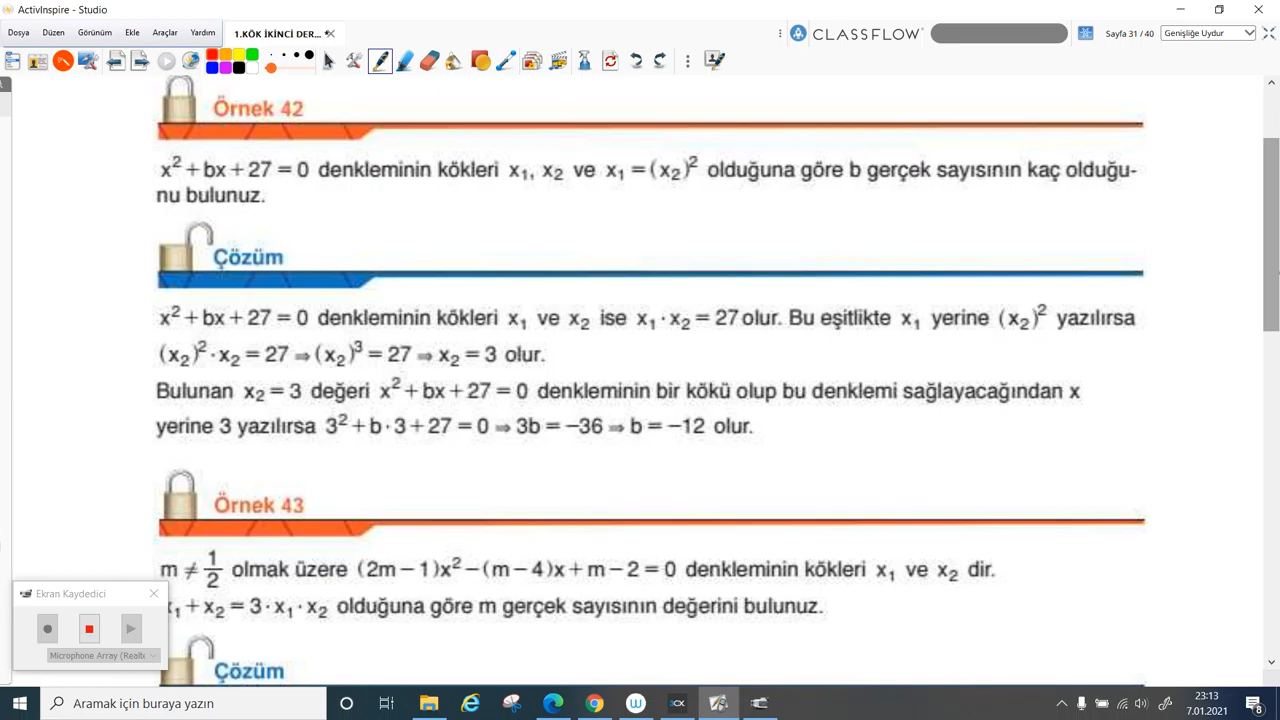 ActivInspire - Studio
Dosya Düzen Görünüm Ekle Araçlar Yardım
1.KÖK İKİNCİ DER...
CLASSFLOW
Sayfa 31 / 40
Genişliğe Uydur
Örnek 42
x² + bx + 27 = 0 denkleminin kökleri x₁, x₂ ve x₁ = (x₂)² olduğuna göre b gerçek sayısının kaç olduğu-
nu bulunuz.
Çözüm
x² + bx + 27 = 0 denkleminin kökleri x₁ ve x₂ ise x₁ · x₂ = 27 olur. Bu eşitlikte x₁ yerine (x₂)² yazılırsa
(x₂)² · x₂ = 27 ⇒ (x₂)³ = 27 ⇒ x₂ = 3 olur.
Bulunan x₂ = 3 değeri x² + bx + 27 = 0 denkleminin bir kökü olup bu denklemi sağlayacağından x
yerine 3 yazılırsa 3² + b · 3 + 27 = 0 ⇒ 3b = −36 ⇒ b = −12 olur.
Örnek 43
m ≠ 1/2 olmak üzere (2m − 1)x² − (m − 4)x + m − 2 = 0 denkleminin kökleri x₁ ve x₂ dir.
x₁ + x₂ = 3 · x₁ · x₂ olduğuna göre m gerçek sayısının değerini bulunuz.
Çözüm
Ekran Kaydedici
Microphone Array (Realte
Aramak için buraya yazın
W
3CX
23:13
7.01.2021
8